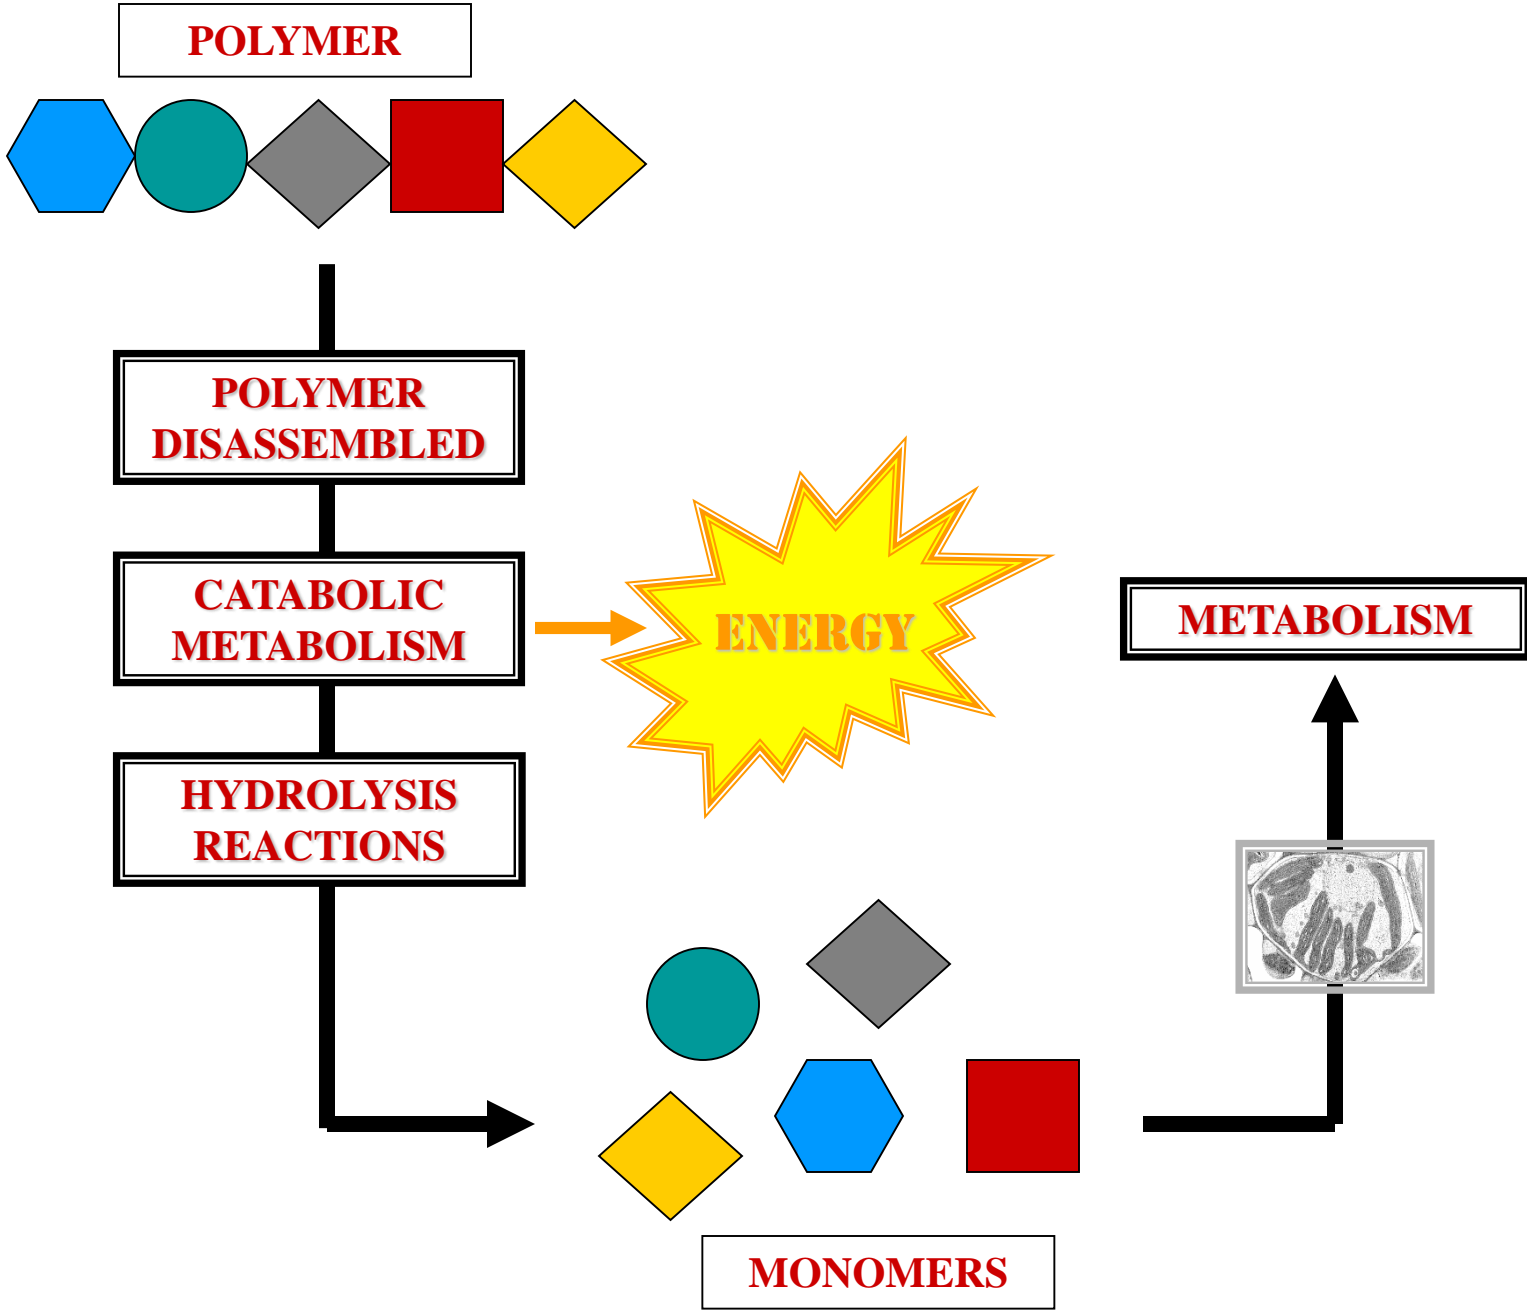 POLYMER
POLYMER
DISASSEMBLED
CATABOLIC
METABOLISM
ENERGY
METABOLISM
HYDROLYSIS
REACTIONS
MONOMERS